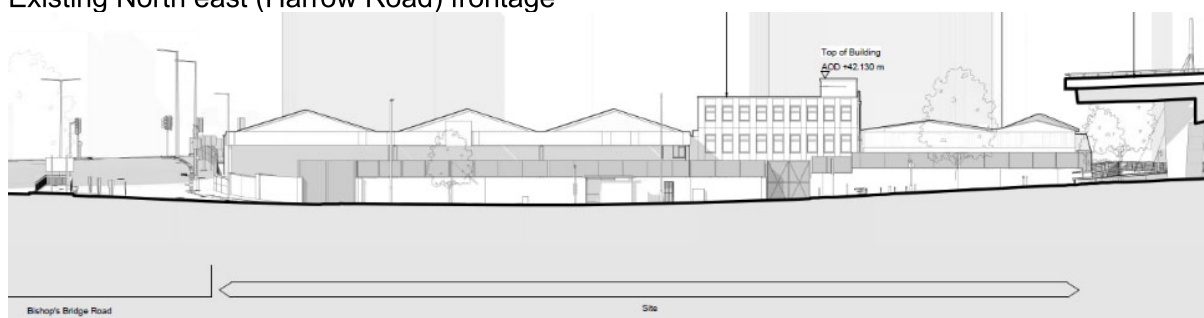 Existing North east (Harrow Road) frontage
Top of Building
AOD +42.130 m
Bishop's Bridge Road
Site